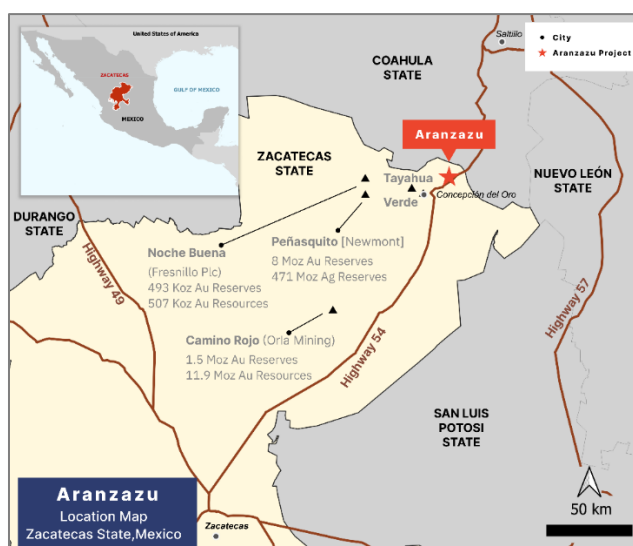 United States of America
ZACATECAS
GULF OF MEXICO
MEXICO
Saltillo
City
Aranzazu Project
COAHULA
STATE
Aranzazu
ZACATECAS
STATE
Tayahua
Verde
Concepción del Oro
NUEVO LEÓN
STATE
DURANGO
STATE
Highway 49
Noche Buena
(Fresnillo Plc)
493 Koz Au Reserves
507 Koz Au Resources
Peñasquito [Newmont]
8 Moz Au Reserves
471 Moz Ag Reserves
Highway 57
Camino Rojo (Orla Mining)
1.5 Moz Au Reserves
11.9 Moz Au Resources
Highway 54
SAN LUIS
POTOSI
STATE
Aranzazu
Location Map
Zacatecas State,Mexico
Zacatecas
50 km